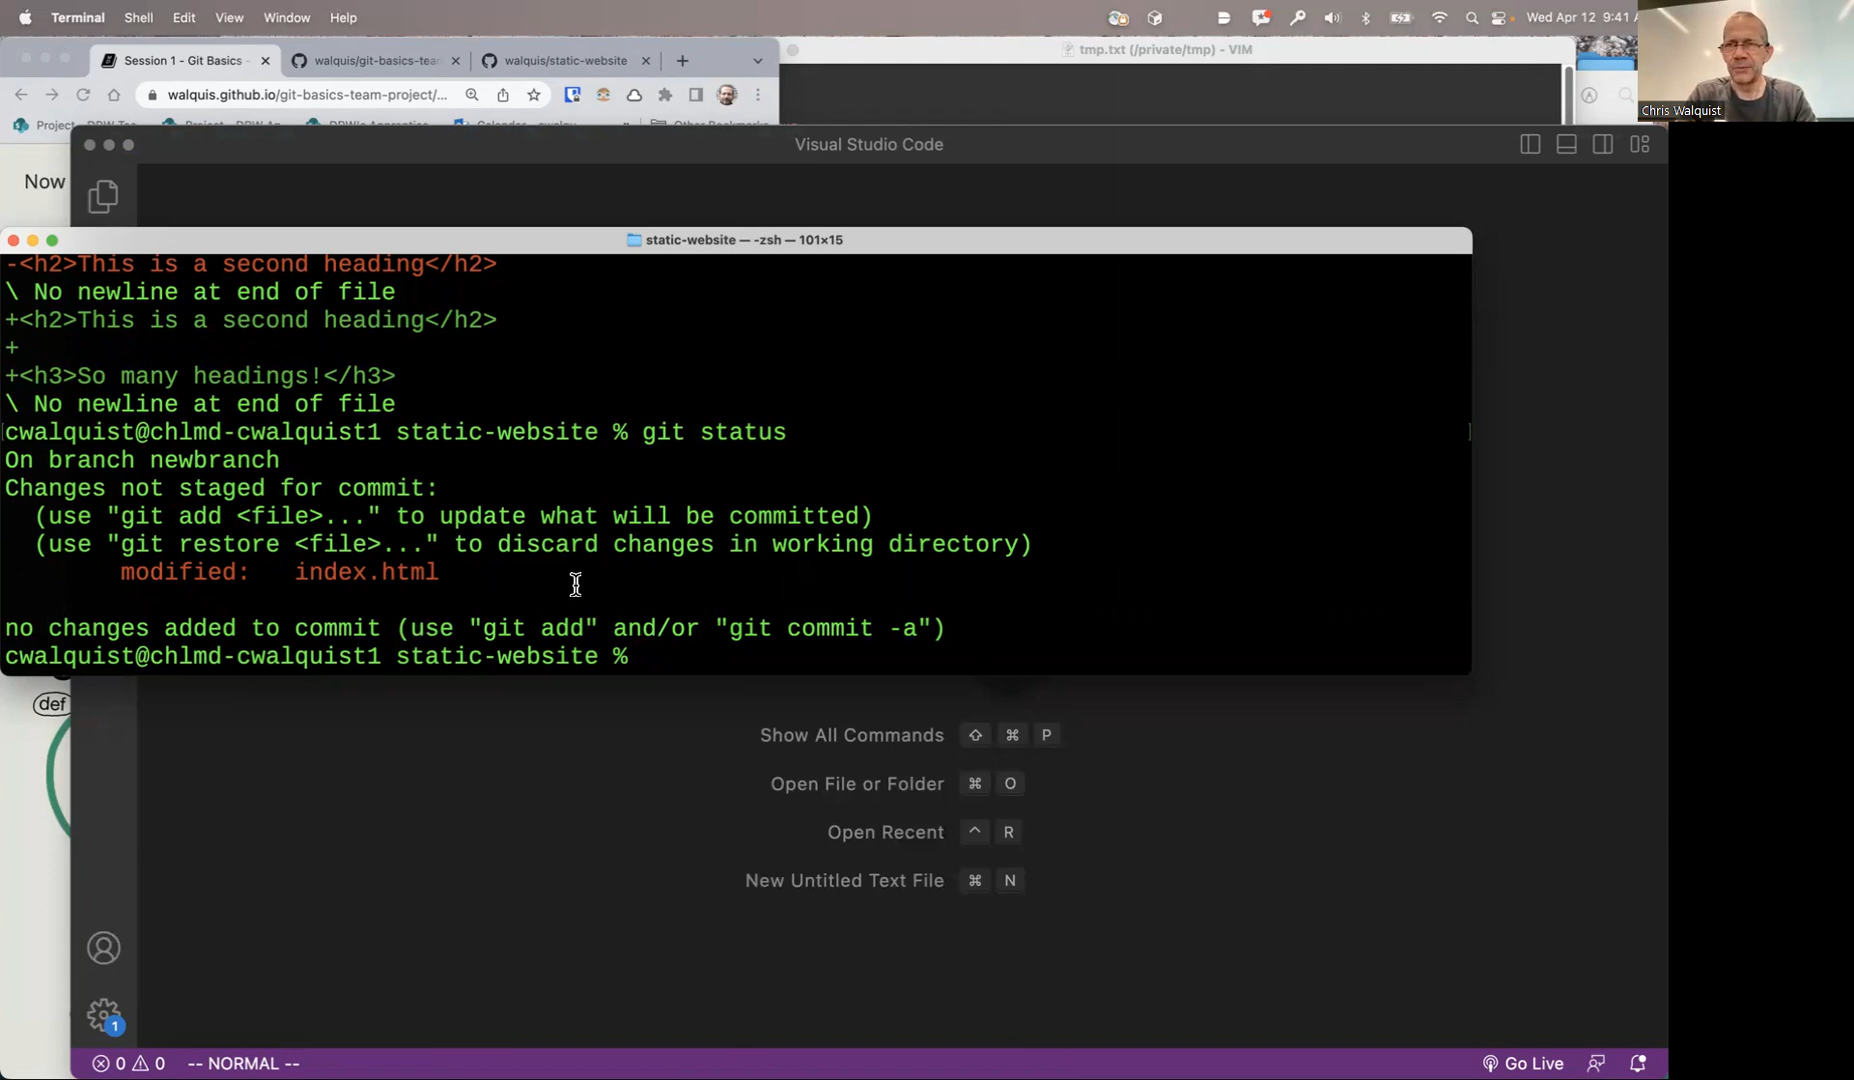 Terminal Shell Edit View Window Help
Wed Apr 12 9:41
Session 1 - Git Basics -
walquis/git-basics-tea
walquis/static-website
tmp.txt (/private/tmp) - VIM
walquis.github.io/git-basics-team-project/...
Chris Walquist
Visual Studio Code
Now
static-website — -zsh — 101×15
-<h2>This is a second heading</h2>
\ No newline at end of file
+<h2>This is a second heading</h2>
+
+<h3>So many headings!</h3>
\ No newline at end of file
cwalquist@chlmd-cwalquist1 static-website % git status
On branch newbranch
Changes not staged for commit:
(use "git add <file>..." to update what will be committed)
(use "git restore <file>..." to discard changes in working directory)
modified: index.html
no changes added to commit (use "git add" and/or "git commit -a")
cwalquist@chlmd-cwalquist1 static-website %
def
Show All Commands ⇧ ⌘ P
Open File or Folder ⌘ O
Open Recent ^ R
New Untitled Text File ⌘ N
1
0 0 -- NORMAL --
Go Live